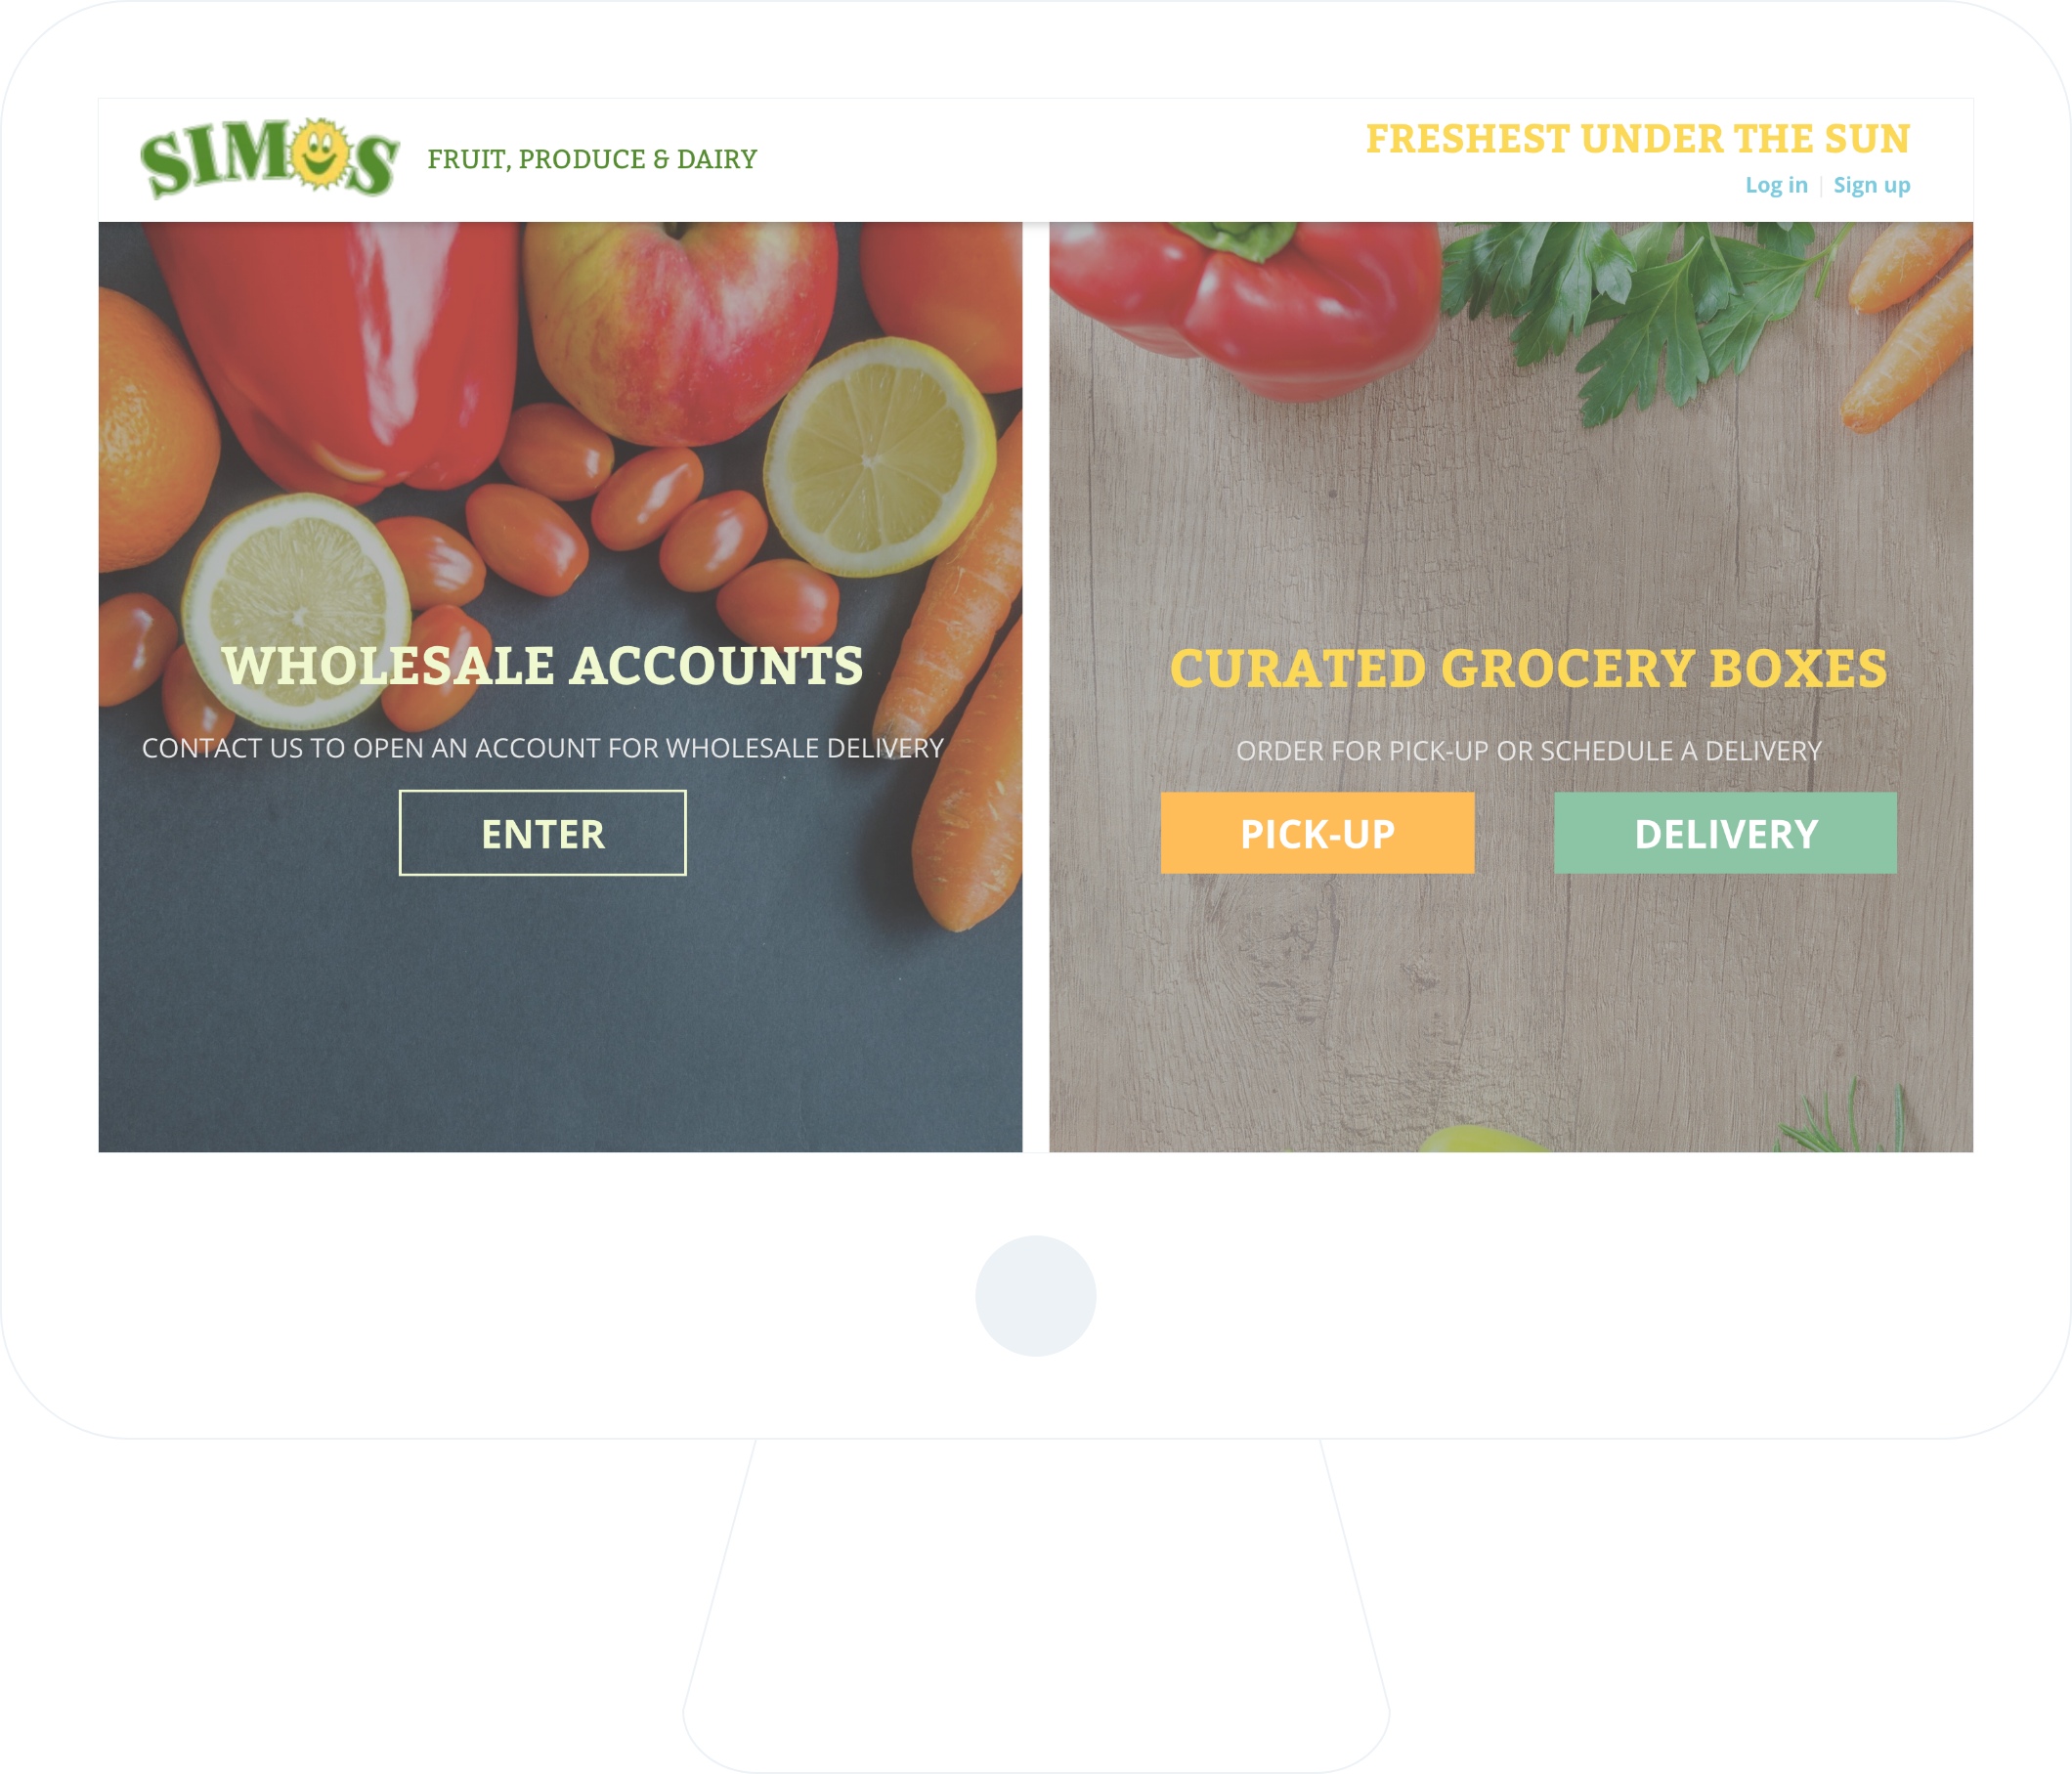 SIMOS
FRUIT, PRODUCE & DAIRY
FRESHEST UNDER THE SUN
Log in | Sign up
WHOLESALE ACCOUNTS
CONTACT US TO OPEN AN ACCOUNT FOR WHOLESALE DELIVERY
ENTER
CURATED GROCERY BOXES
ORDER FOR PICK-UP OR SCHEDULE A DELIVERY
PICK-UP
DELIVERY